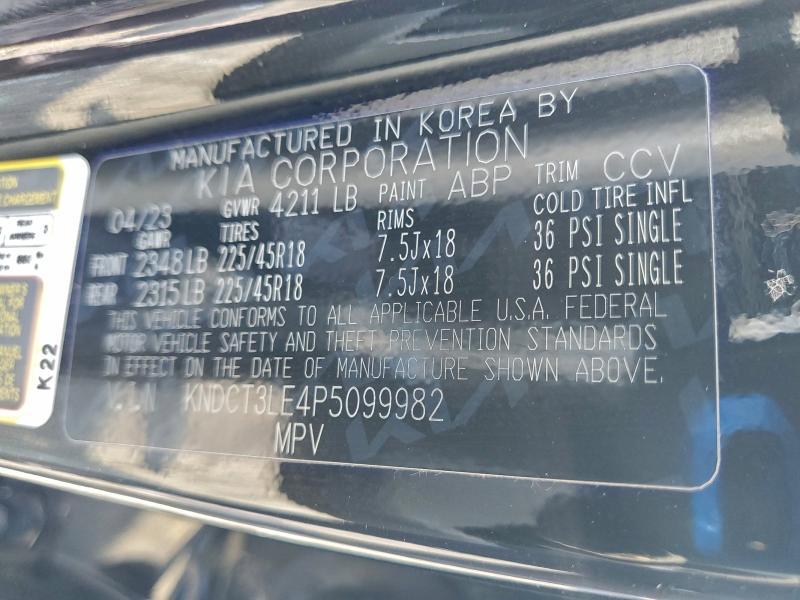 MANUFACTURED IN KOREA BY
KIA CORPORATION
04/23 GVWR 4211 LB PAINT ABP TRIM CCV
GAWR TIRES RIMS COLD TIRE INFL
FRONT 2348 LB 225/45R18 7.5Jx18 36 PSI SINGLE
REAR 2315 LB 225/45R18 7.5Jx18 36 PSI SINGLE
THIS VEHICLE CONFORMS TO ALL APPLICABLE U.S.A. FEDERAL
MOTOR VEHICLE SAFETY AND THEFT PREVENTION STANDARDS
IN EFFECT ON THE DATE OF MANUFACTURE SHOWN ABOVE.
V.I.N KNDCT3LE4P5099982
MPV
K22